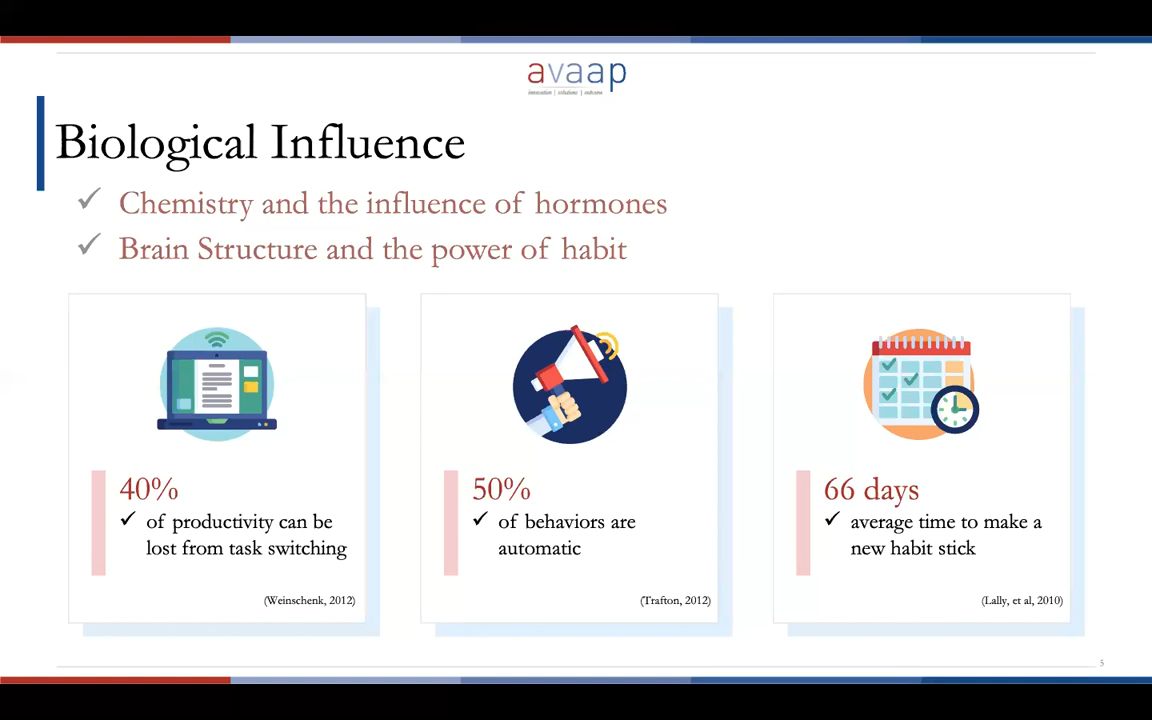 avaap
innovation | solutions | outcome
Biological Influence
✓ Chemistry and the influence of hormones
✓ Brain Structure and the power of habit
40%
✓ of productivity can be
lost from task switching
(Weinschenk, 2012)
50%
✓ of behaviors are
automatic
(Trafton, 2012)
66 days
✓ average time to make a
new habit stick
(Lally, et al, 2010)
5